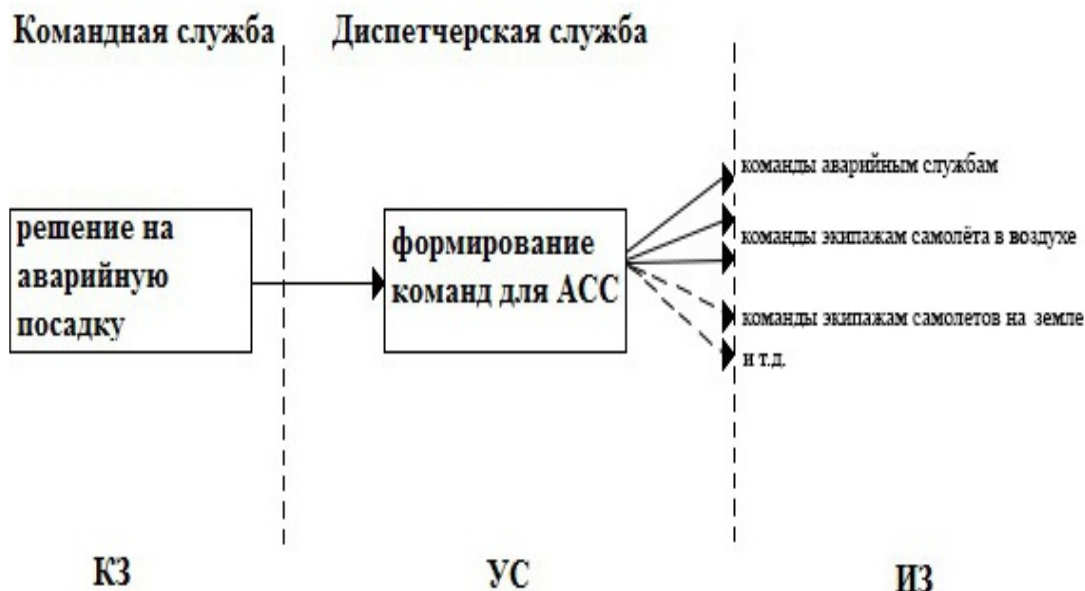 Командная служба
Диспетчерская служба
команды аварийным службам
решение на
аварийную
посадку
формирование
команд для АСС
команды экипажам самолёта в воздухе
команды экипажам самолетов на земле
и т.д.
КЗ
УС
ИЗ